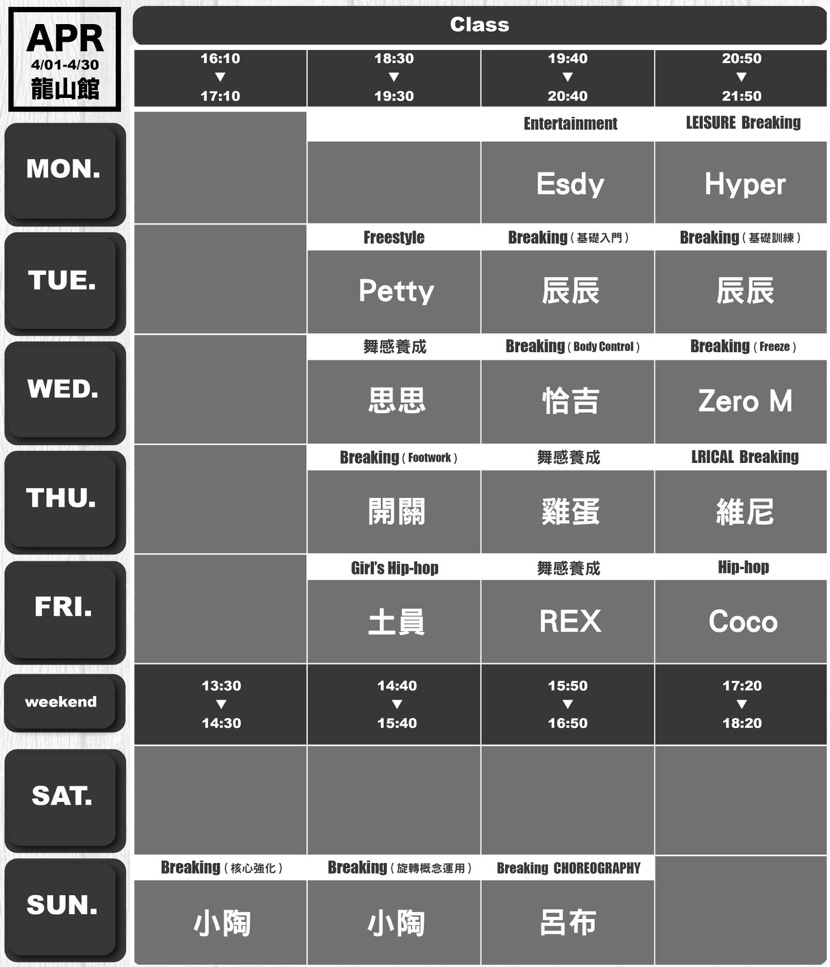 APR
4/01-4/30
龍山館
Class
16:10
▼
17:10
18:30
▼
19:30
19:40
▼
20:40
20:50
▼
21:50
MON.
Entertainment
Esdy
LEISURE Breaking
Hyper
TUE.
Freestyle
Petty
Breaking ( 基礎入門 )
辰辰
Breaking ( 基礎訓練 )
辰辰
WED.
舞感養成
思思
Breaking ( Body Control )
恰吉
Breaking ( Freeze )
Zero M
THU.
Breaking ( Footwork )
開關
舞感養成
雞蛋
LRICAL Breaking
維尼
FRI.
Girl's Hip-hop
土員
舞感養成
REX
Hip-hop
Coco
weekend
13:30
▼
14:30
14:40
▼
15:40
15:50
▼
16:50
17:20
▼
18:20
SAT.
SUN.
Breaking ( 核心強化 )
小陶
Breaking ( 旋轉概念運用 )
小陶
Breaking CHOREOGRAPHY
呂布